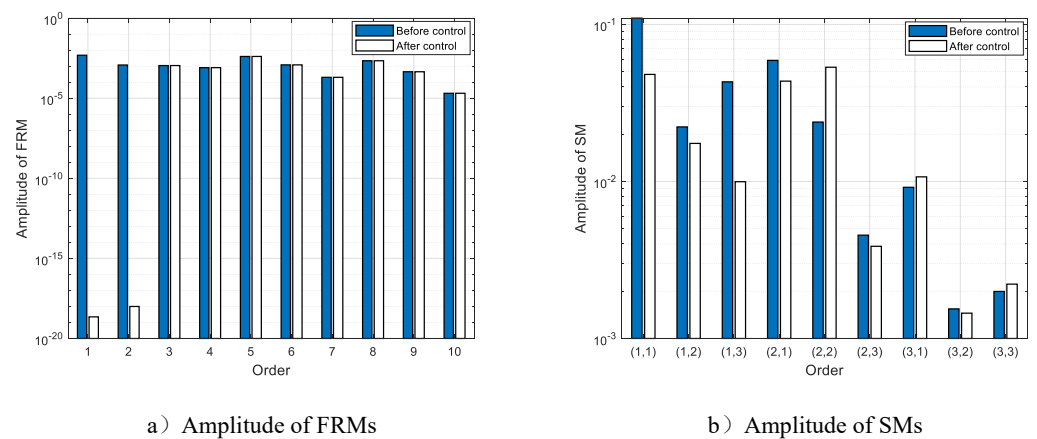 Amplitude of FRM
10^0
10^-5
10^-10
10^-15
10^-20
Before control
After control
1 2 3 4 5 6 7 8 9 10
Order
a）Amplitude of FRMs
Amplitude of SM
10^-1
10^-2
10^-3
Before control
After control
(1,1) (1,2) (1,3) (2,1) (2,2) (2,3) (3,1) (3,2) (3,3)
Order
b）Amplitude of SMs